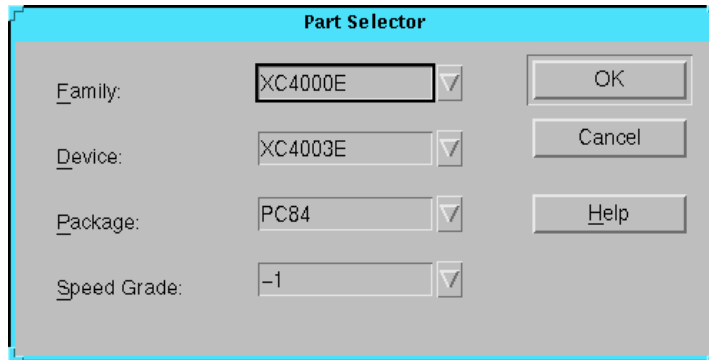 Part Selector
Family: XC4000E OK
Device: XC4003E Cancel
Package: PC84 Help
Speed Grade: –1